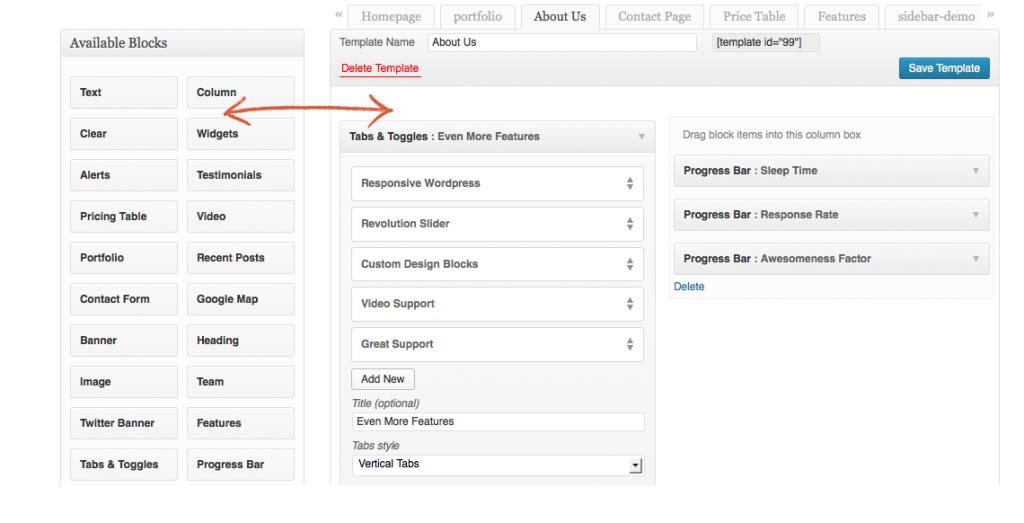 « Homepage portfolio About Us Contact Page Price Table Features sidebar-demo »
Available Blocks
Text Column
Clear Widgets
Alerts Testimonials
Pricing Table Video
Portfolio Recent Posts
Contact Form Google Map
Banner Heading
Image Team
Twitter Banner Features
Tabs & Toggles Progress Bar
Template Name About Us [template id="99"]
Delete Template Save Template
Tabs & Toggles : Even More Features
Responsive Wordpress
Revolution Slider
Custom Design Blocks
Video Support
Great Support
Add New
Title (optional)
Even More Features
Tabs style
Vertical Tabs
Drag block items into this column box
Progress Bar : Sleep Time
Progress Bar : Response Rate
Progress Bar : Awesomeness Factor
Delete